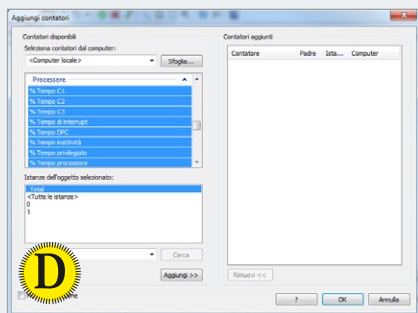 Aggiungi contatori
Contatori disponibili
Seleziona contatori dal computer:
<Computer locale>
Sfoglia...
Processore
% Tempo C1
% Tempo C2
% Tempo C3
% Tempo di interrupt
% Tempo DPC
% Tempo inattività
% Tempo privilegiato
% Tempo processore
Istanze dell'oggetto selezionato:
_Total
<Tutte le istanze>
0
1
Cerca
Aggiungi >>
D
Contatori aggiunti
Contatore Padre Ista... Computer
Rimuovi <<
? OK Annulla